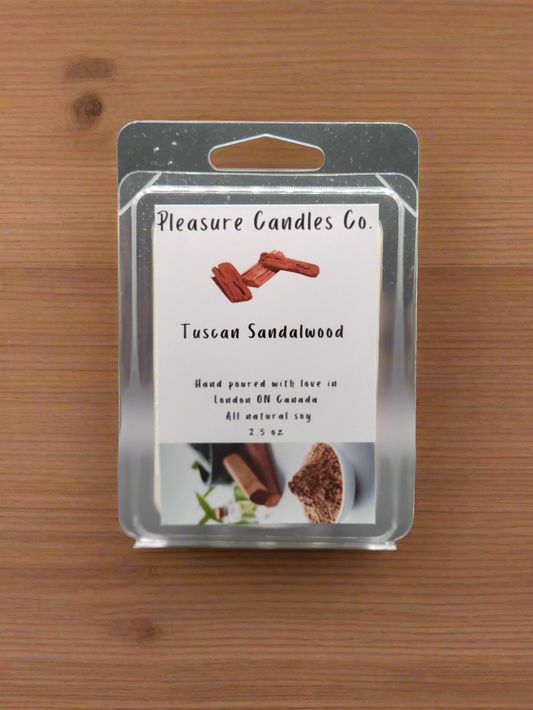 Pleasure Candles Co.
Tuscan Sandalwood
Hand poured with love in
London ON Canada
All natural soy
2.5 oz